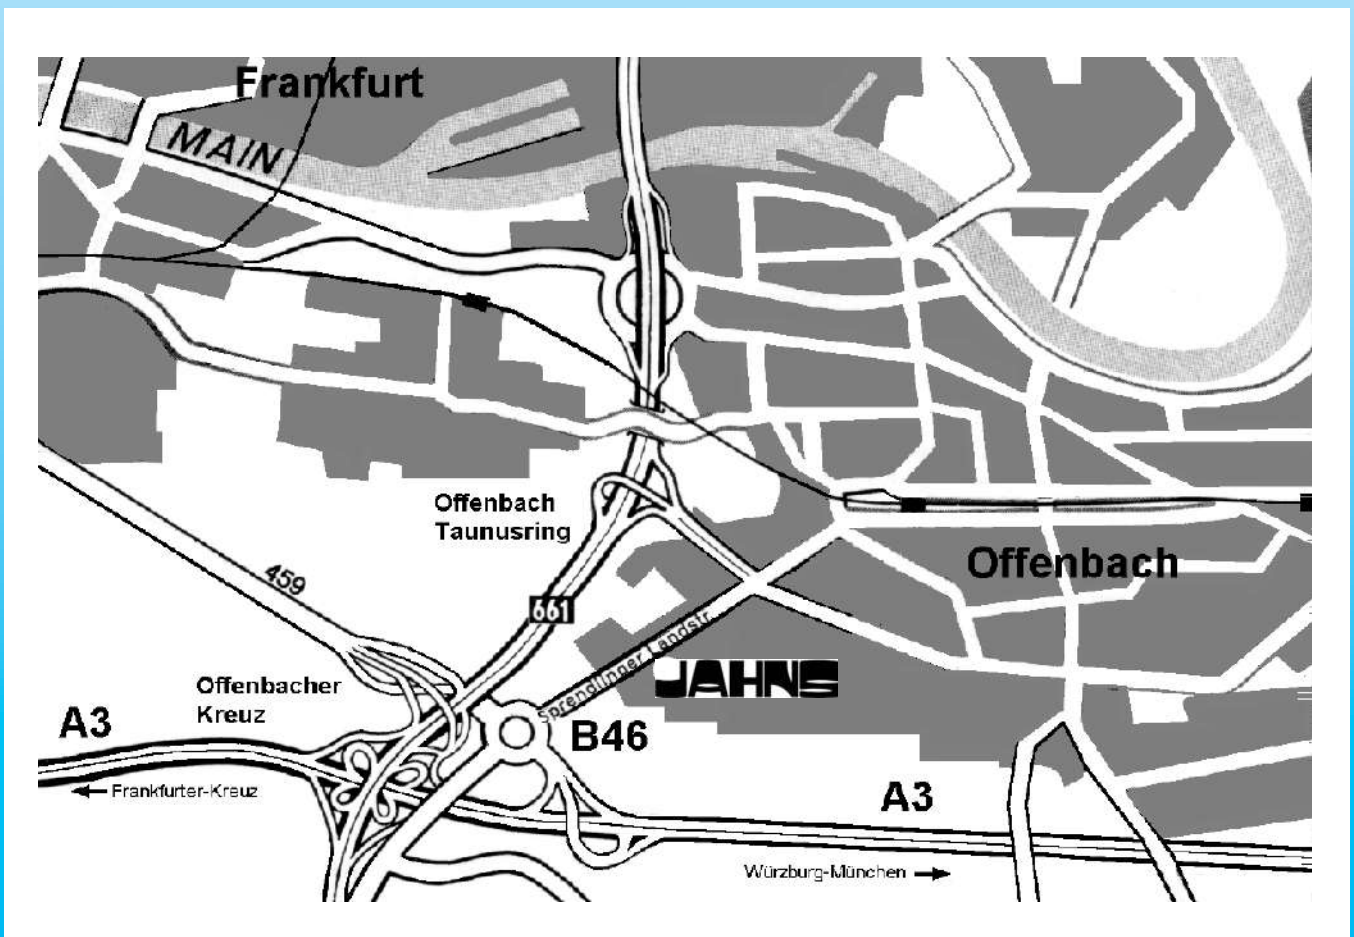 Frankfurt
MAIN
Offenbach
Taunusring
Offenbach
459
661
Sprendlinger Landstr.
JAHNS
Offenbacher
Kreuz
A3
B46
Frankfurter-Kreuz
A3
Würzburg-München